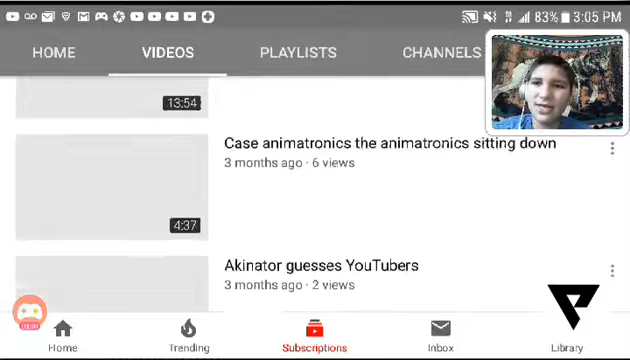 83% 3:05 PM
HOME VIDEOS PLAYLISTS CHANNELS
13:54
Case animatronics the animatronics sitting down
3 months ago · 6 views
4:37
Akinator guesses YouTubers
3 months ago · 2 views
Home Trending Subscriptions Inbox Library